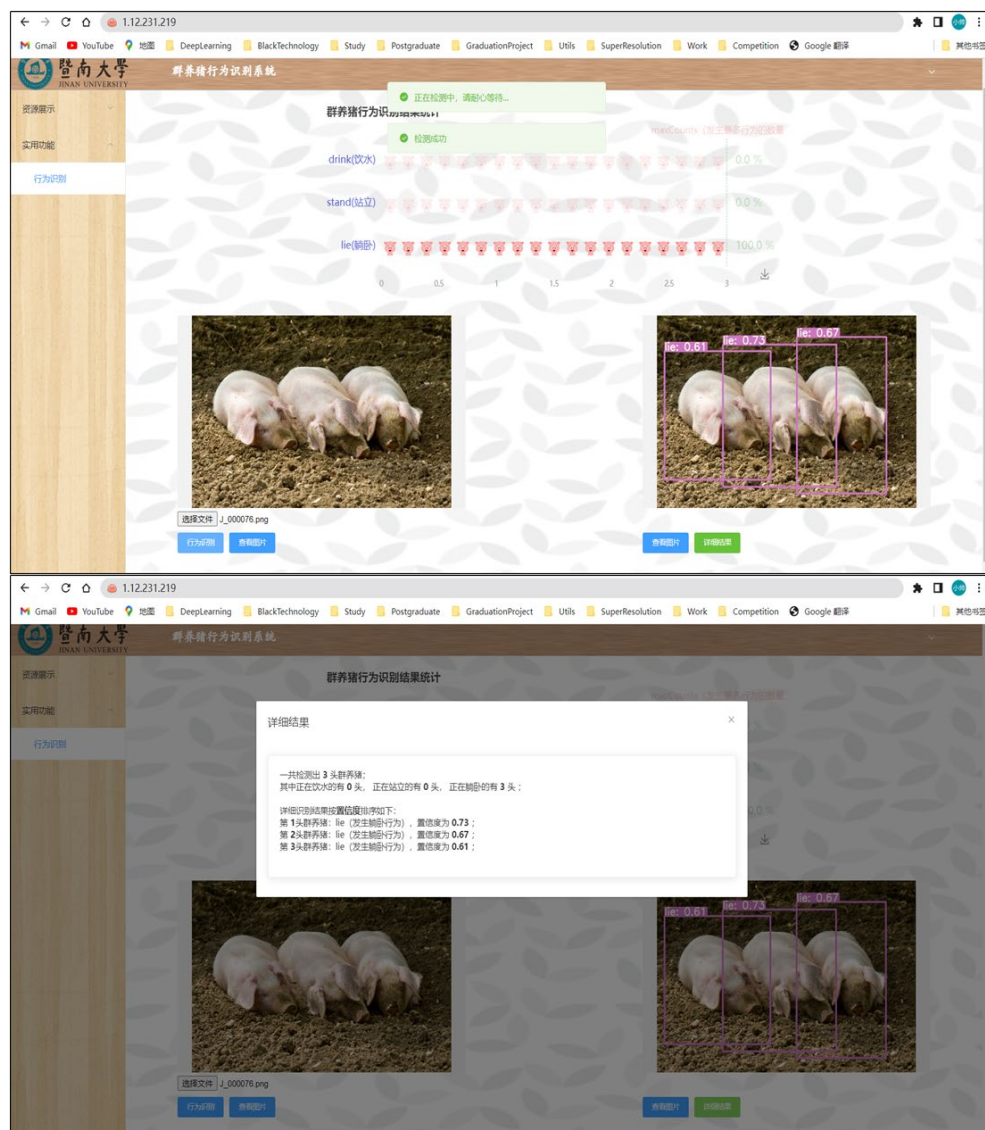 1.12.231.219
Gmail YouTube 地图 DeepLearning BlackTechnology Study Postgraduate GraduationProject Utils SuperResolution Work Competition Google 翻译 其他书签
暨南大学
JINAN UNIVERSITY
群养猪行为识别系统
正在检测中，请耐心等待...
资源展示
群养猪行为识别结果统计
检测成功
maxCounts（发生最多行为的数量
实用功能
drink(饮水) 0.0 %
行为识别
stand(站立) 0.0 %
lie(躺卧) 100.0 %
0 0.5 1 1.5 2 2.5 3
lie: 0.61 lie: 0.73 lie: 0.67
选择文件 J_000076.png
行为识别 查看图片 查看图片 详细结果
1.12.231.219
Gmail YouTube 地图 DeepLearning BlackTechnology Study Postgraduate GraduationProject Utils SuperResolution Work Competition Google 翻译 其他书签
暨南大学
JINAN UNIVERSITY
群养猪行为识别系统
资源展示
群养猪行为识别结果统计
实用功能
详细结果
行为识别
一共检测出 3 头群养猪；
其中正在饮水的有 0 头， 正在站立的有 0 头， 正在躺卧的有 3 头；
详细识别结果按置信度排序如下：
第 1头群养猪：lie（发生躺卧行为），置信度为 0.73；
第 2头群养猪：lie（发生躺卧行为），置信度为 0.67；
第 3头群养猪：lie（发生躺卧行为），置信度为 0.61；
0.0 %
lie: 0.61 lie: 0.73 lie: 0.67
选择文件 J_000076.png
行为识别 查看图片 查看图片 详细结果